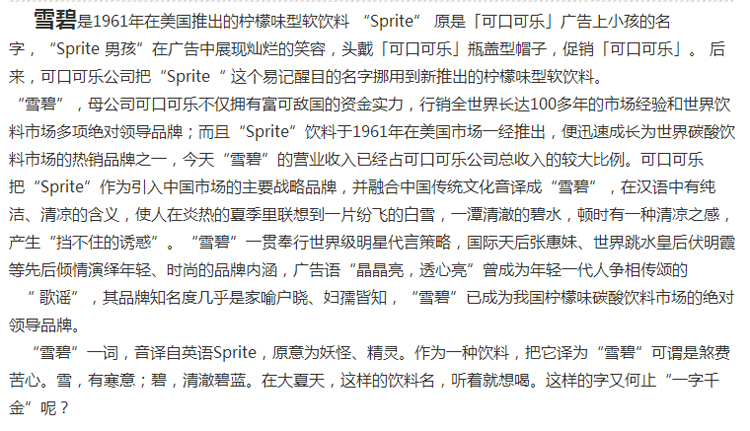 雪碧是1961年在美国推出的柠檬味型软饮料 “Sprite” 原是「可口可乐」广告上小孩的名
字，“Sprite 男孩”在广告中展现灿烂的笑容，头戴「可口可乐」瓶盖型帽子，促销「可口可乐」。 后
来，可口可乐公司把“Sprite “这个易记醒目的名字挪用到新推出的柠檬味型软饮料。
“雪碧”，母公司可口可乐不仅拥有富可敌国的资金实力，行销全世界长达100多年的市场经验和世界饮
料市场多项绝对领导品牌；而且“Sprite”饮料于1961年在美国市场一经推出，便迅速成长为世界碳酸饮
料市场的热销品牌之一，今天“雪碧”的营业收入已经占可口可乐公司总收入的较大比例。可口可乐
把“Sprite”作为引入中国市场的主要战略品牌，并融合中国传统文化音译成“雪碧”，在汉语中有纯
洁、清凉的含义，使人在炎热的夏季里联想到一片纷飞的白雪，一潭清澈的碧水，顿时有一种清凉之感，
产生“挡不住的诱惑”。“雪碧”一贯奉行世界级明星代言策略，国际天后张惠妹、世界跳水皇后伏明霞
等先后倾情演绎年轻、时尚的品牌内涵，广告语“晶晶亮，透心亮”曾成为年轻一代人争相传颂的
“ 歌谣”，其品牌知名度几乎是家喻户晓、妇孺皆知，“雪碧”已成为我国柠檬味碳酸饮料市场的绝对
领导品牌。
“雪碧”一词，音译自英语Sprite，原意为妖怪、精灵。作为一种饮料，把它译为“雪碧”可谓是煞费
苦心。雪，有寒意；碧，清澈碧蓝。在大夏天，这样的饮料名，听着就想喝。这样的字又何止“一字千
金”呢？